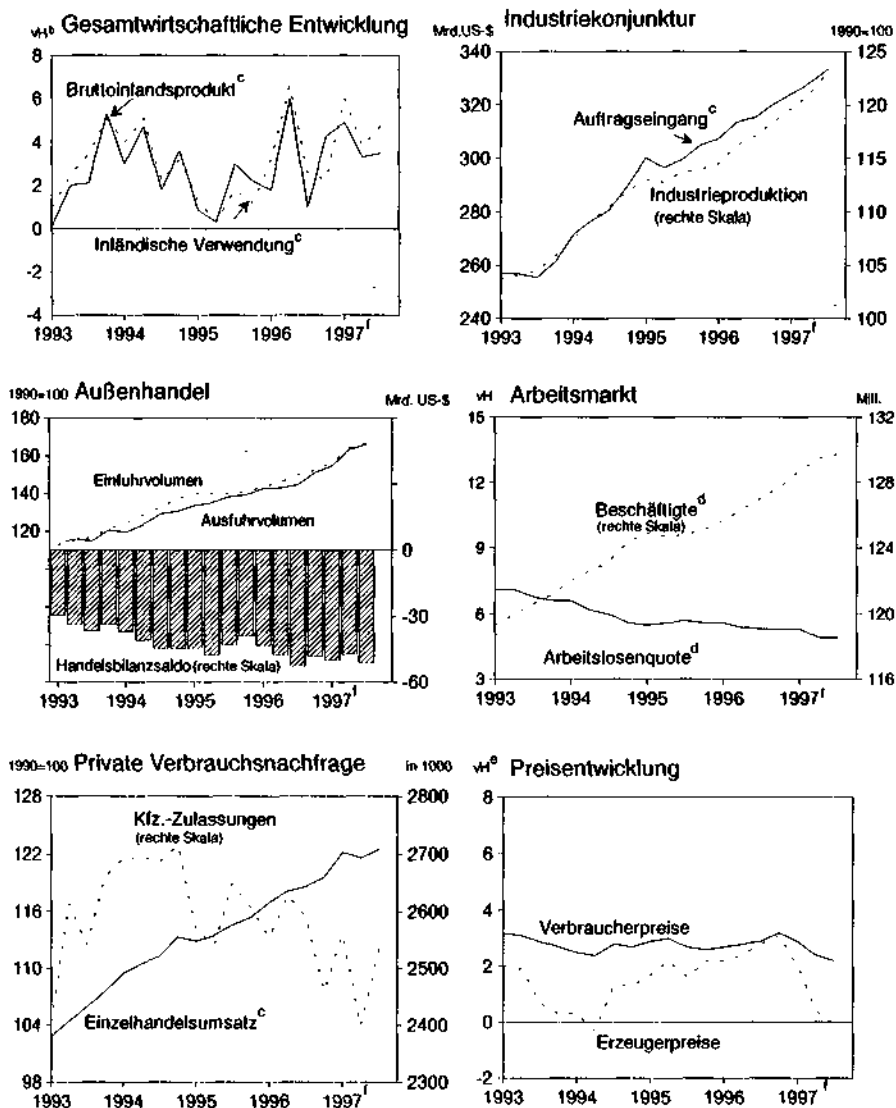 vH^b Gesamtwirtschaftliche Entwicklung
8
6
4
2
0
-2
-4
Bruttoinlandsprodukt^c
Inländische Verwendung^c
1993 1994 1995 1996 1997^f
Mrd.US-$ Industriekonjunktur 1990=100
340
320
300
280
260
240
125
120
115
110
105
100
Auftragseingang^c
Industrieproduktion
(rechte Skala)
1993 1994 1995 1996 1997^f
1990=100 Außenhandel Mrd. US-$
180
160
140
120
0
-30
-60
Einfuhrvolumen
Ausfuhrvolumen
Handelsbilanzsaldo (rechte Skala)
1993 1994 1995 1996 1997^f
vH Arbeitsmarkt Mill.
15
12
9
6
3
132
128
124
120
116
Beschäftigte^d
(rechte Skala)
Arbeitslosenquote^d
1993 1994 1995 1996 1997^f
1990=100 Private Verbrauchsnachfrage in 1000
128
122
116
110
104
98
2800
2700
2600
2500
2400
2300
Kfz.-Zulassungen
(rechte Skala)
Einzelhandelsumsatz^c
1993 1994 1995 1996 1997^f
vH^e Preisentwicklung
8
6
4
2
0
-2
Verbraucherpreise
Erzeugerpreise
1993 1994 1995 1996 1997^f